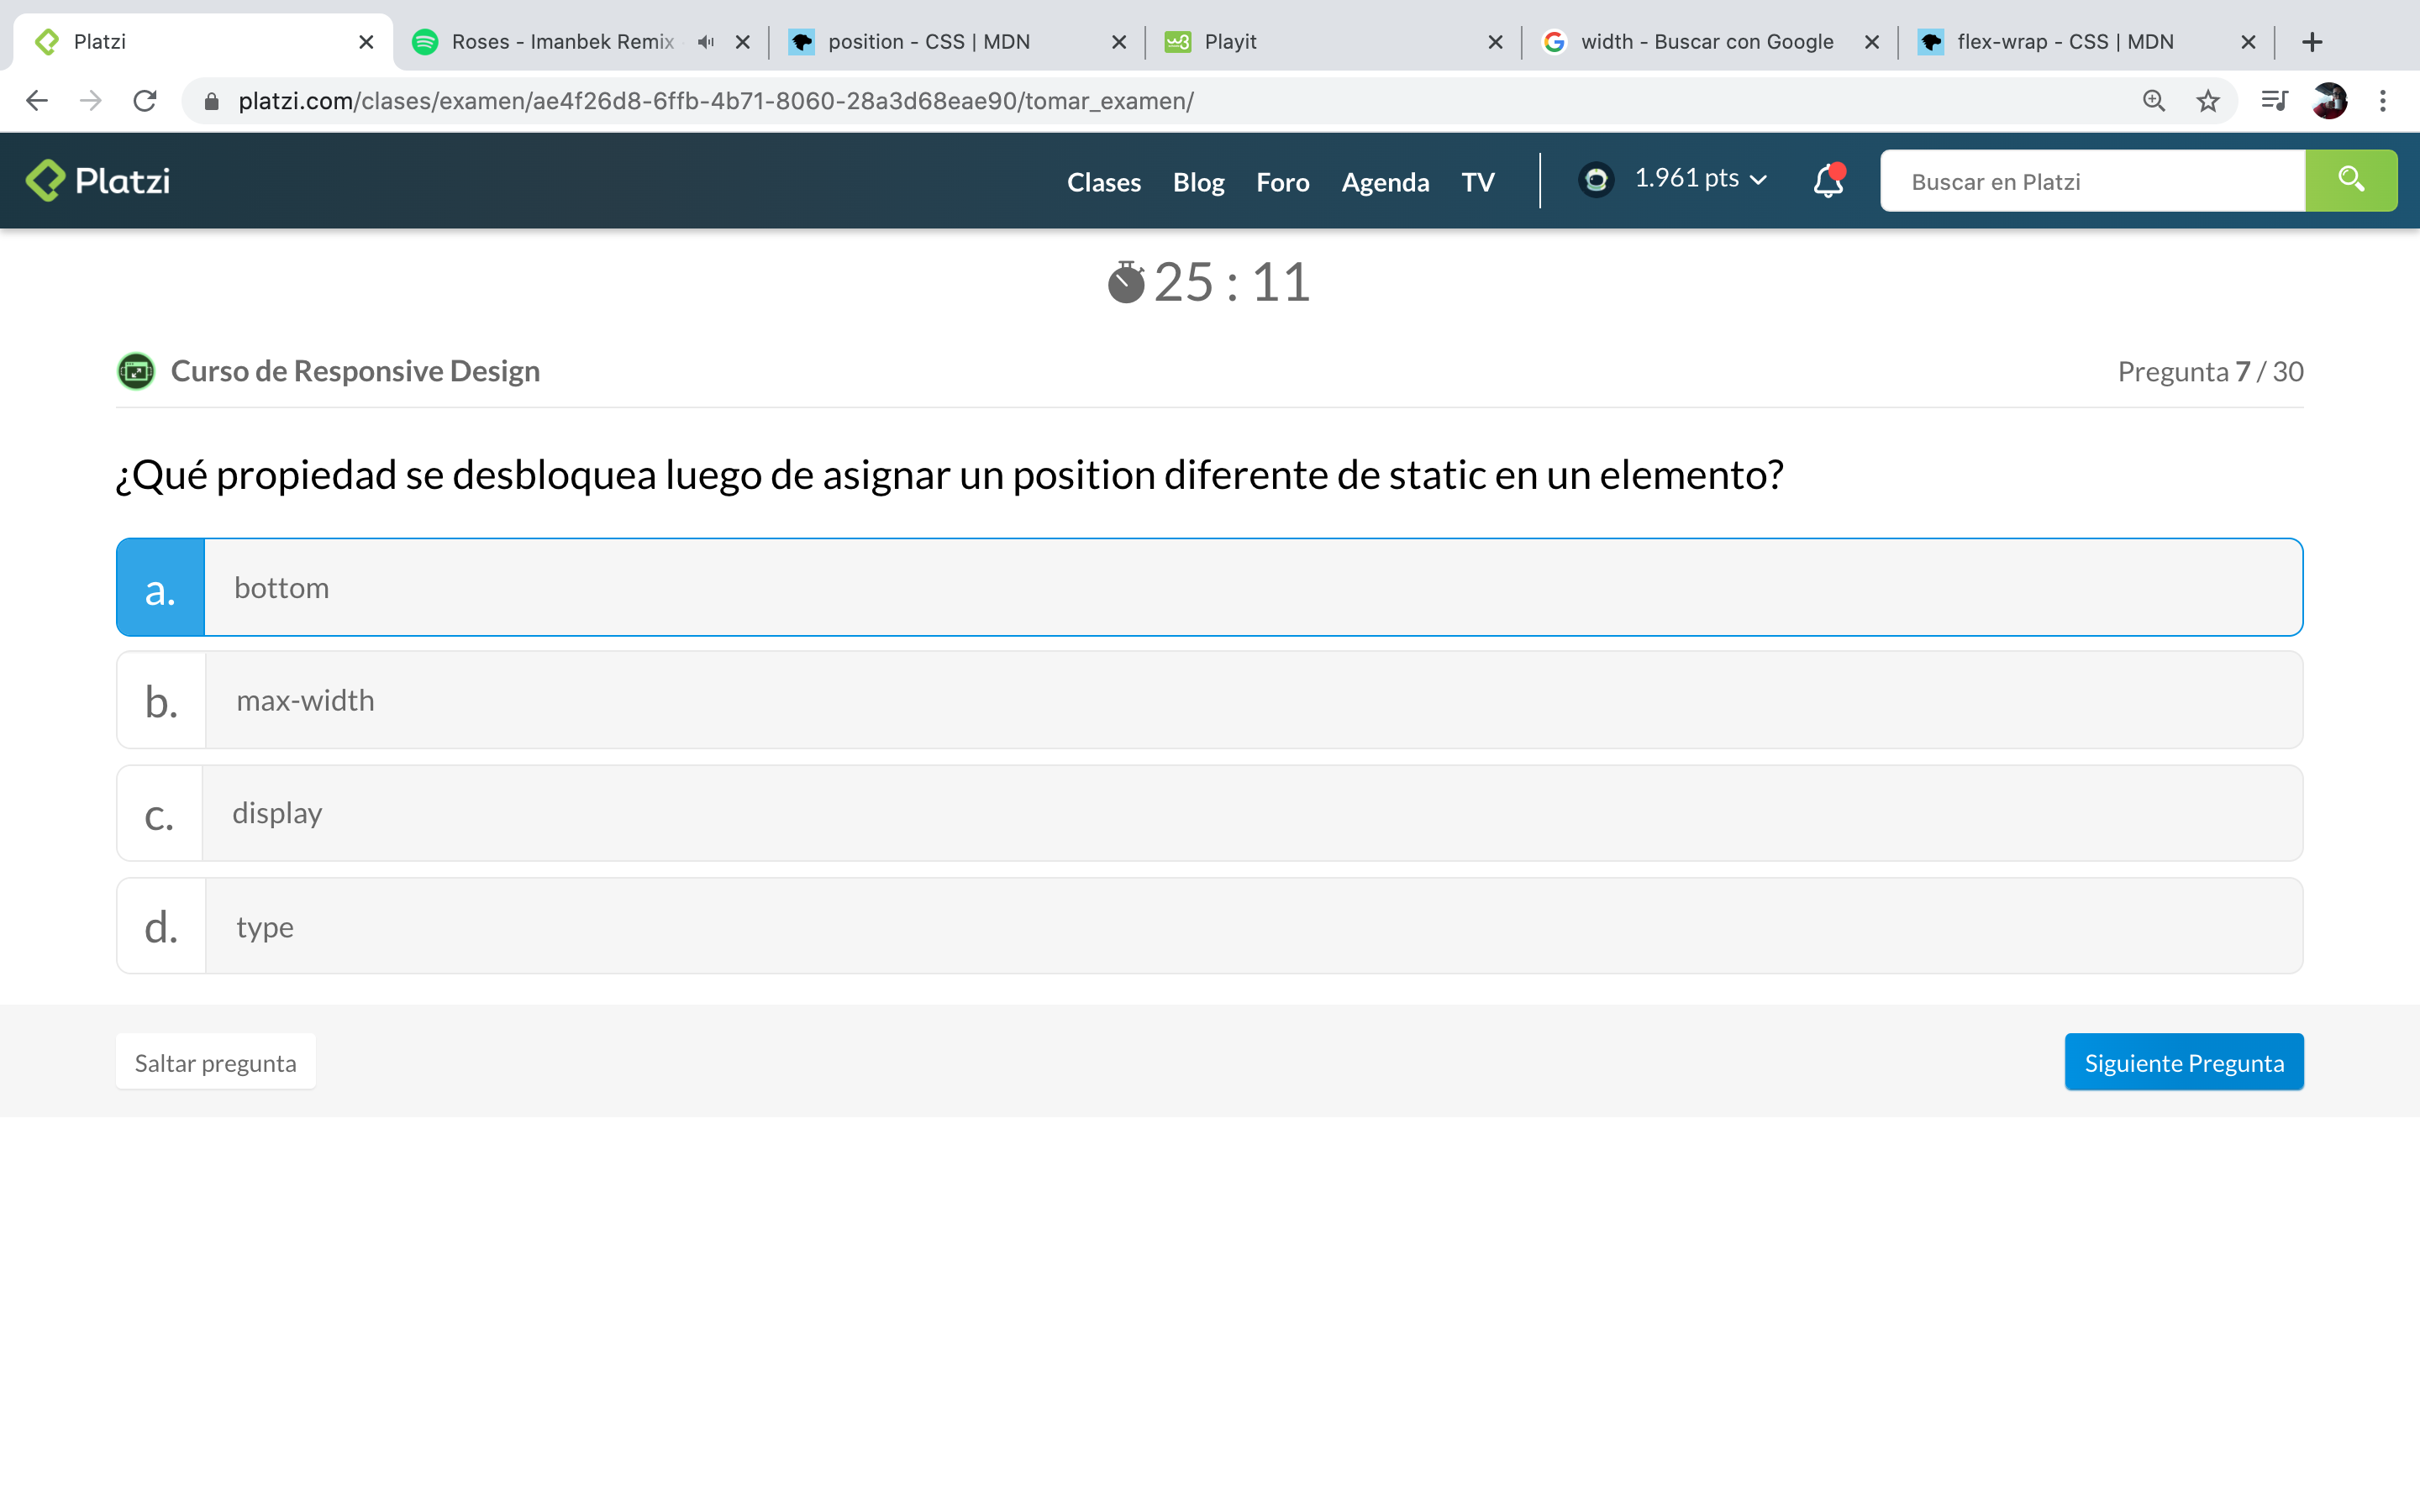 Platzi
Roses - Imanbek Remix
position - CSS | MDN
Playit
width - Buscar con Google
flex-wrap - CSS | MDN
platzi.com/clases/examen/ae4f26d8-6ffb-4b71-8060-28a3d68eae90/tomar_examen/
Platzi
Clases
Blog
Foro
Agenda
TV
1.961 pts
Buscar en Platzi
25 : 11
Curso de Responsive Design
Pregunta 7 / 30
¿Qué propiedad se desbloquea luego de asignar un position diferente de static en un elemento?
a. bottom
b. max-width
c. display
d. type
Saltar pregunta
Siguiente Pregunta